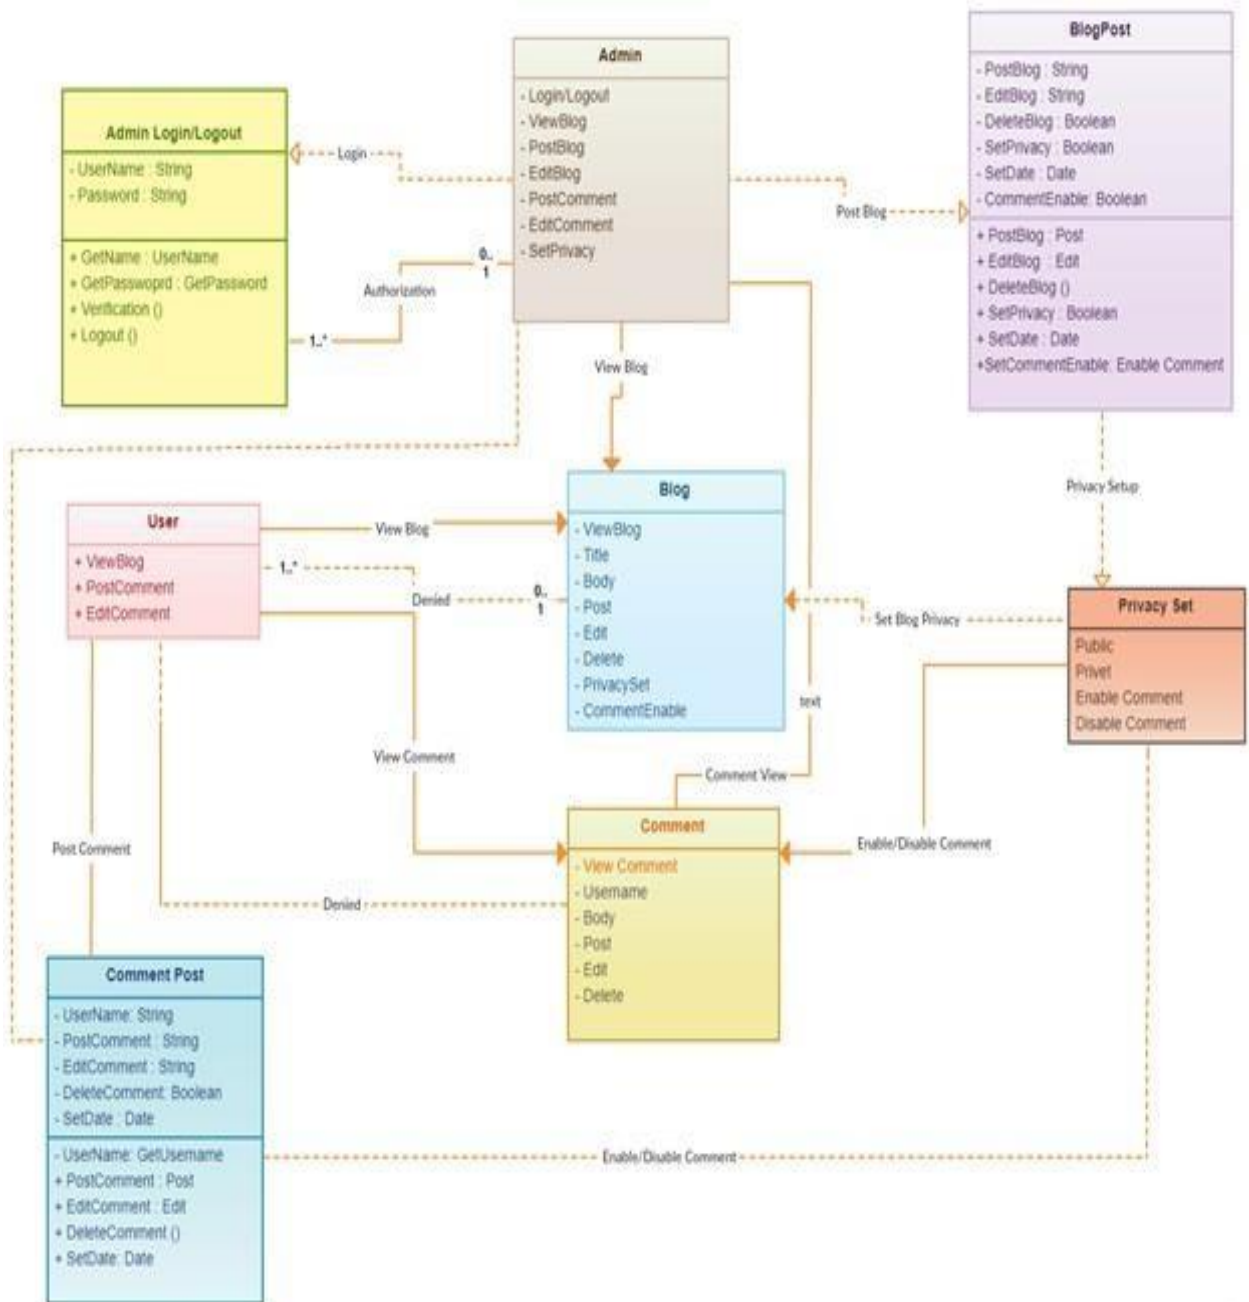 Admin
- Login/Logout
- ViewBlog
- PostBlog
- EditBlog
- PostComment
- EditComment
- SetPrivacy
BlogPost
- PostBlog : String
- EditBlog : String
- DeleteBlog : Boolean
- SetPrivacy : Boolean
- SetDate : Date
- CommentEnable: Boolean
+ PostBlog : Post
+ EditBlog : Edit
+ DeleteBlog ()
+ SetPrivacy : Boolean
+ SetDate : Date
+SetCommentEnable: Enable Comment
Admin Login/Logout
- UserName : String
- Password : String
+ GetName : UserName
+ GetPasswoprd : GetPassword
+ Verification ()
+ Logout ()
Login
Post Blog
0..
1
Authorization
1..*
View Blog
Privacy Setup
User
+ ViewBlog
+ PostComment
+ EditComment
View Blog
1..*
Denied
0..
1
Blog
- ViewBlog
- Title
- Body
- Post
- Edit
- Delete
- PrivacySet
- CommentEnable
Set Blog Privacy
Privacy Set
Public
Privet
Enable Comment
Disable Comment
text
View Comment
Comment View
Post Comment
Enable/Disable Comment
Comment
- View Comment
- Username
- Body
- Post
- Edit
- Delete
Denied
Comment Post
- UserName: String
- PostComment : String
- EditComment : String
- DeleteComment: Boolean
- SetDate : Date
- UserName: GetUsername
+ PostComment : Post
+ EditComment : Edit
+ DeleteComment ()
+ SetDate: Date
Enable/Disable Comment